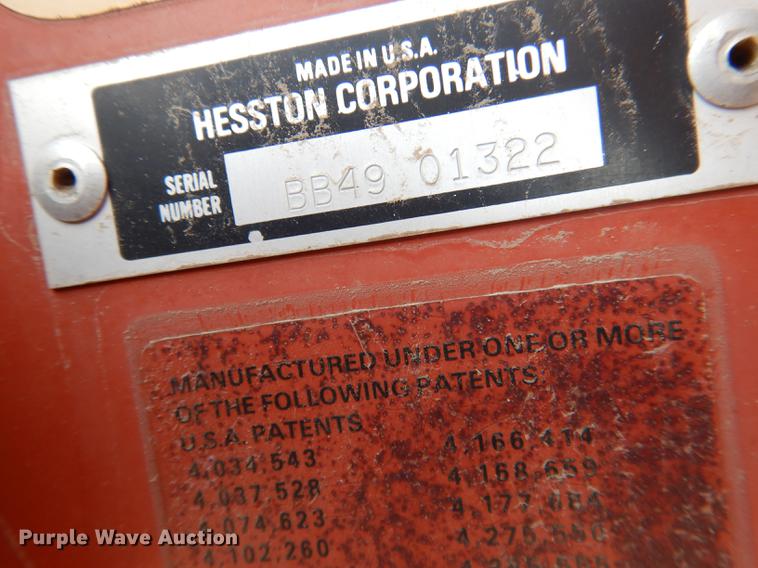 MADE IN U.S.A.
HESSTON CORPORATION
SERIAL
NUMBER
BB49 01322
MANUFACTURED UNDER ONE OR MORE
OF THE FOLLOWING PATENTS
U.S.A. PATENTS
4,034,543 4,166,414
4,037,528 4,168,659
4,074,623
4,102,260
Purple Wave Auction